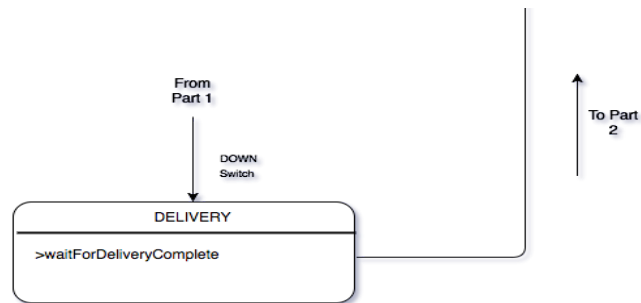 From
Part 1
To Part
2
DOWN
Switch
DELIVERY
>waitForDeliveryComplete